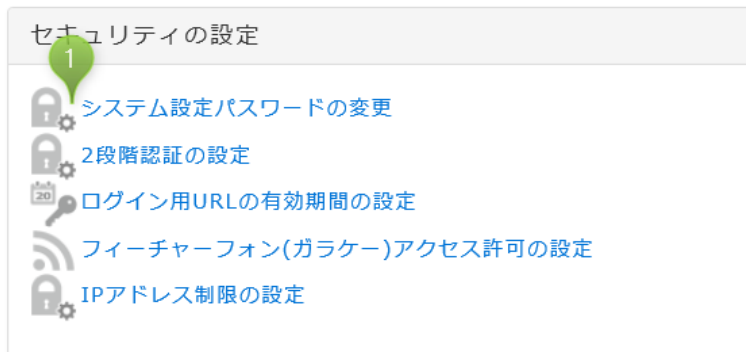 セキュリティの設定
1
システム設定パスワードの変更
2段階認証の設定
20
ログイン用URLの有効期間の設定
フィーチャーフォン(ガラケー)アクセス許可の設定
IPアドレス制限の設定